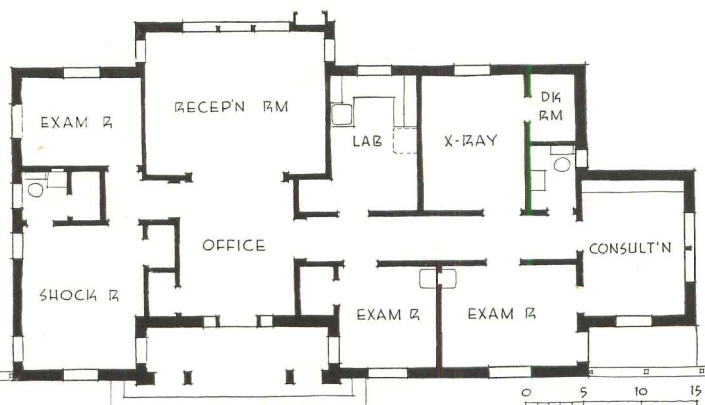 EXAM R
RECEP'N RM
LAB
X-RAY
DK
RM
OFFICE
CONSULT'N
SHOCK R
EXAM R
EXAM R
0 5 10 15